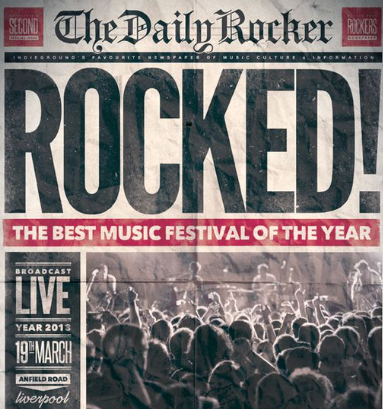 SECOND
The Daily Rocker
ROCKERS
INDIEGROUND'S FAVOURITE NEWSPAPER OF MUSIC CULTURE & INFORMATION
ROCKED!
THE BEST MUSIC FESTIVAL OF THE YEAR
BROADCAST
LIVE
YEAR 2013
19TH MARCH
ANFIELD ROAD
liverpool